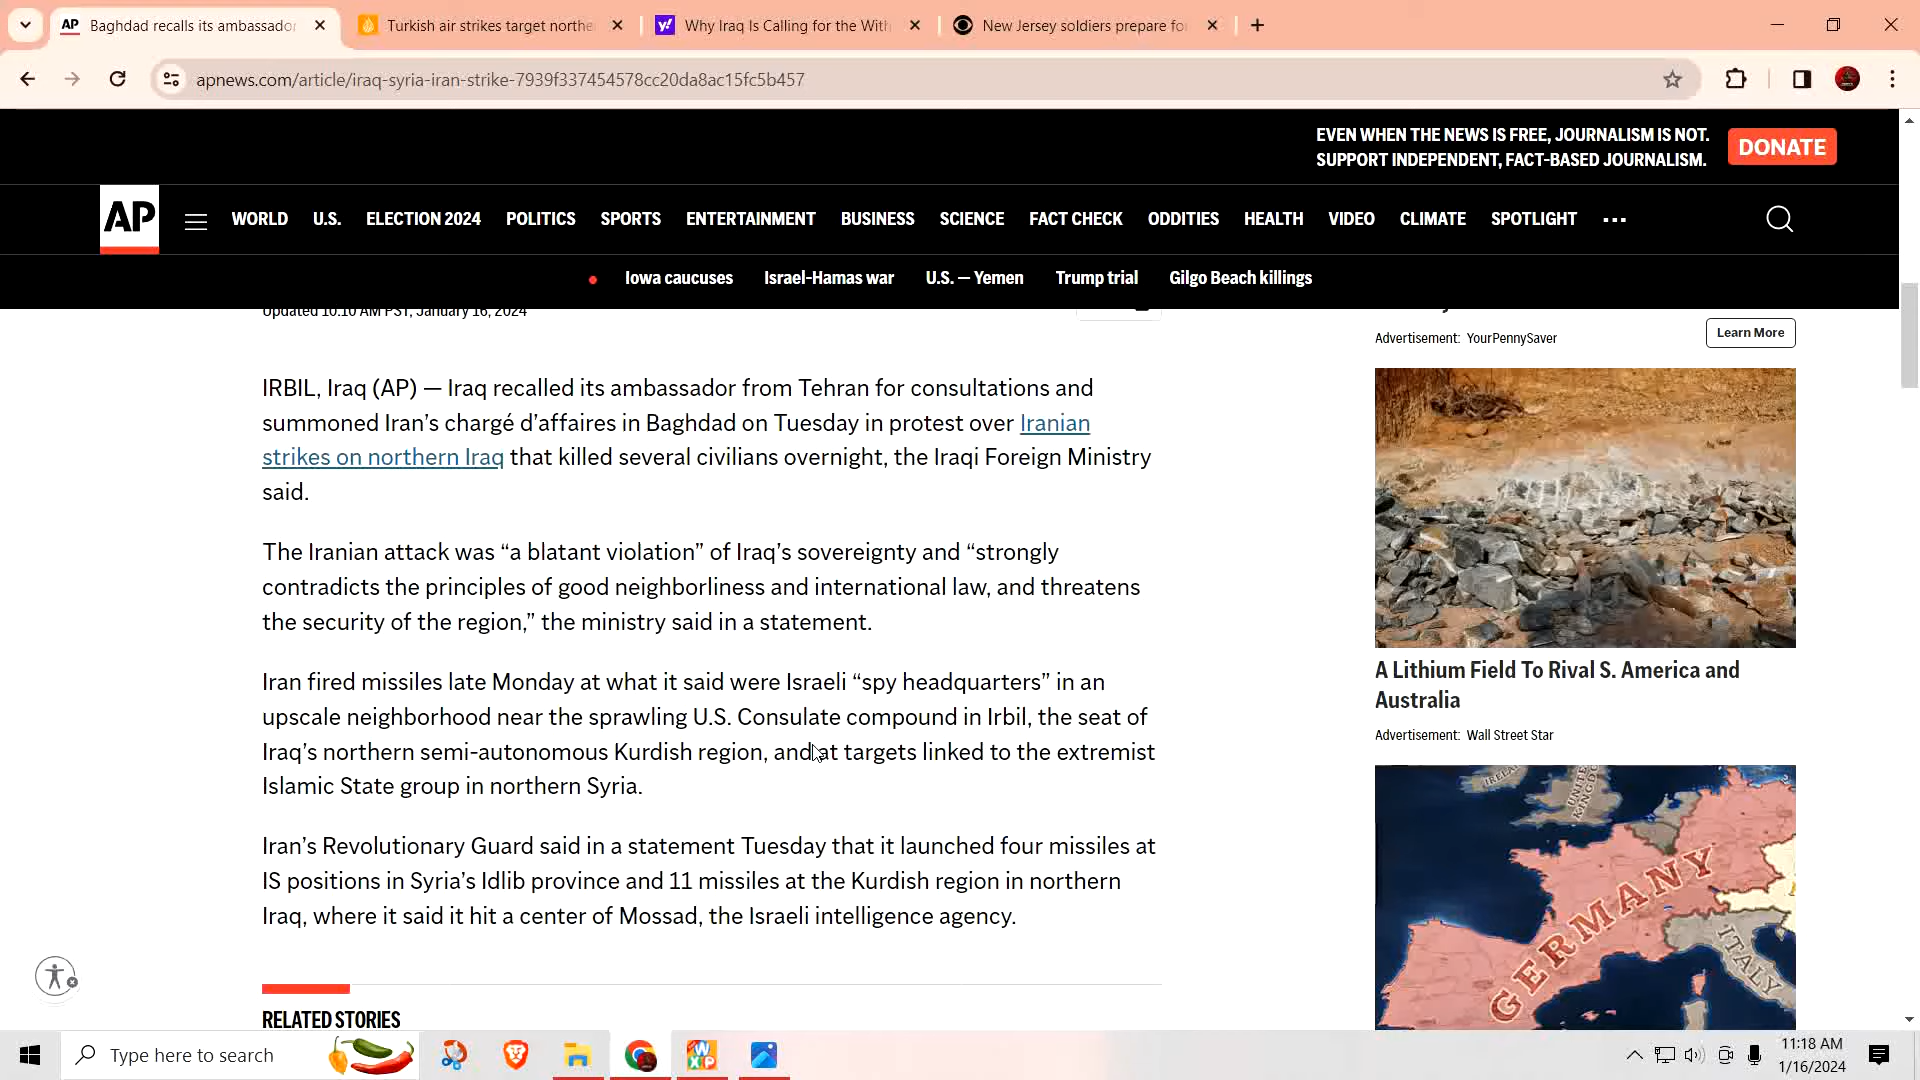 AP Baghdad recalls its ambassador
Turkish air strikes target northe
y! Why Iraq Is Calling for the With
New Jersey soldiers prepare for
apnews.com/article/iraq-syria-iran-strike-7939f337454578cc20da8ac15fc5b457
EVEN WHEN THE NEWS IS FREE, JOURNALISM IS NOT.
SUPPORT INDEPENDENT, FACT-BASED JOURNALISM.
DONATE
AP
WORLD U.S. ELECTION 2024 POLITICS SPORTS ENTERTAINMENT BUSINESS SCIENCE FACT CHECK ODDITIES HEALTH VIDEO CLIMATE SPOTLIGHT ...
Iowa caucuses Israel-Hamas war U.S. — Yemen Trump trial Gilgo Beach killings
Updated 10:10 AM PST, January 16, 2024
IRBIL, Iraq (AP) — Iraq recalled its ambassador from Tehran for consultations and
summoned Iran’s chargé d’affaires in Baghdad on Tuesday in protest over Iranian
strikes on northern Iraq that killed several civilians overnight, the Iraqi Foreign Ministry
said.
The Iranian attack was “a blatant violation” of Iraq’s sovereignty and “strongly
contradicts the principles of good neighborliness and international law, and threatens
the security of the region,” the ministry said in a statement.
Iran fired missiles late Monday at what it said were Israeli “spy headquarters” in an
upscale neighborhood near the sprawling U.S. Consulate compound in Irbil, the seat of
Iraq’s northern semi-autonomous Kurdish region, and at targets linked to the extremist
Islamic State group in northern Syria.
Iran’s Revolutionary Guard said in a statement Tuesday that it launched four missiles at
IS positions in Syria’s Idlib province and 11 missiles at the Kurdish region in northern
Iraq, where it said it hit a center of Mossad, the Israeli intelligence agency.
RELATED STORIES
Advertisement: YourPennySaver
Learn More
A Lithium Field To Rival S. America and
Australia
Advertisement: Wall Street Star
IRELAND
UNITED
KINGDO
GERMANY
ITALY
Type here to search
11:18 AM
1/16/2024